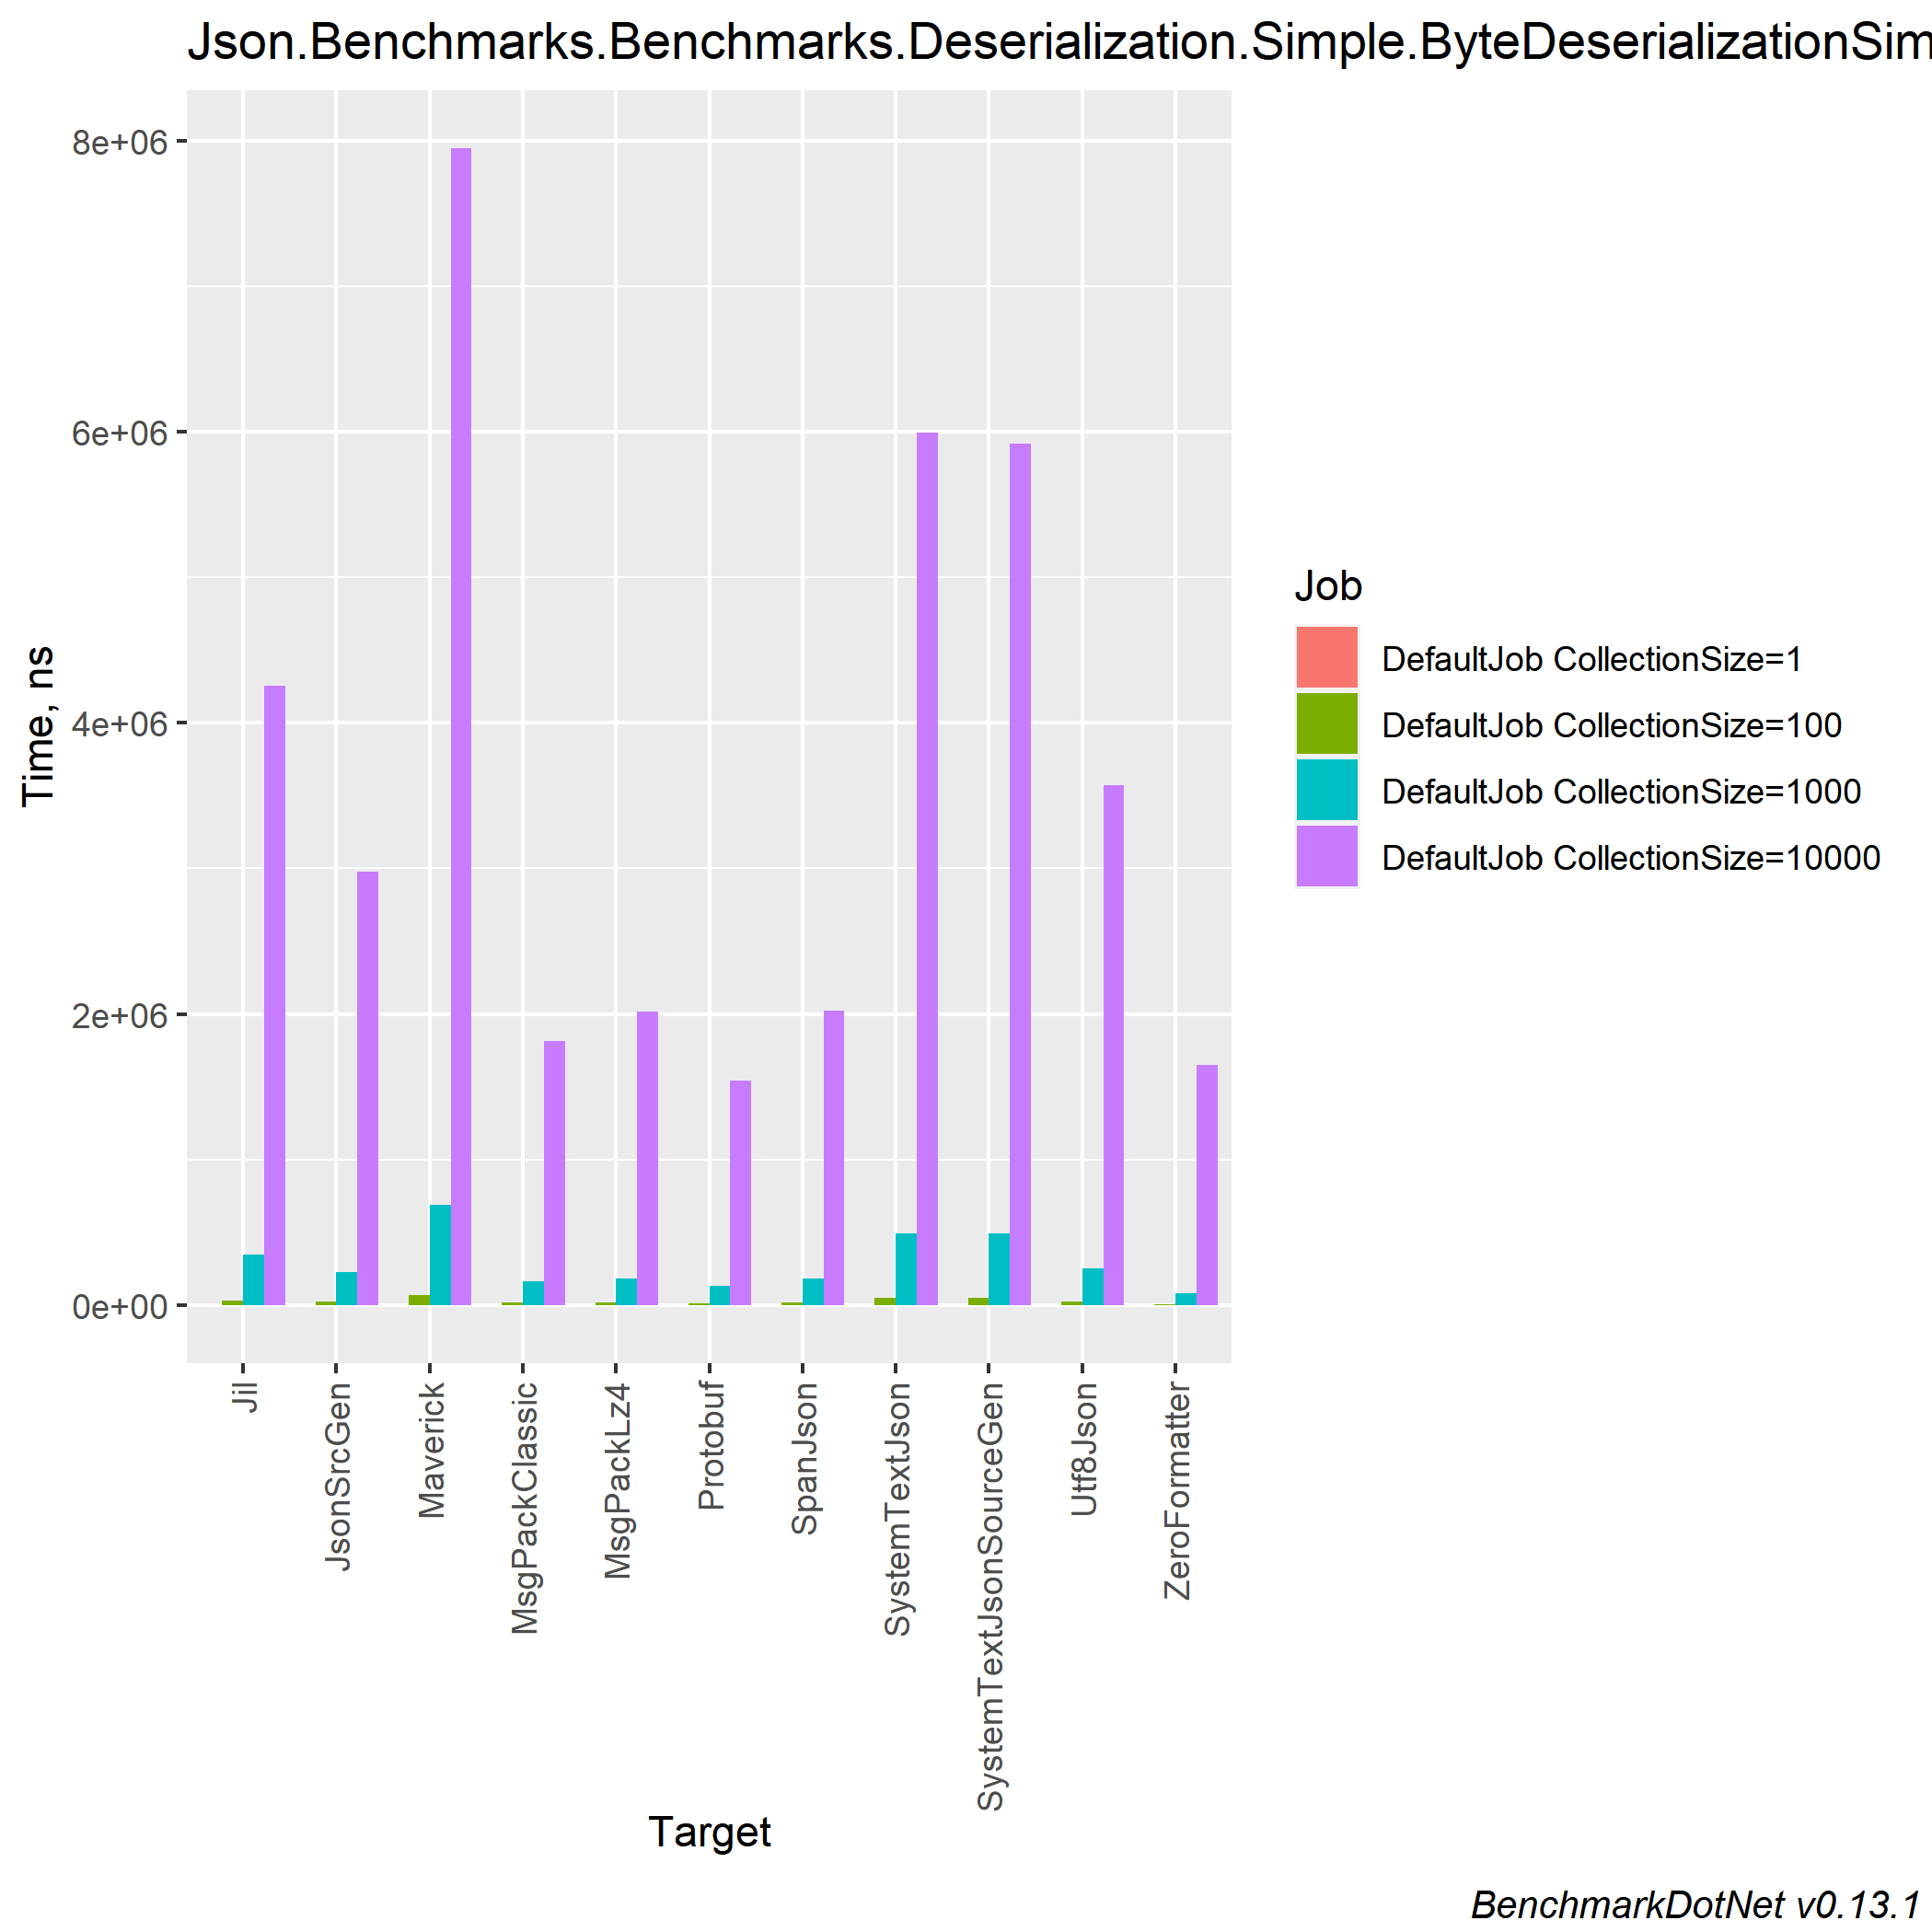 Json.Benchmarks.Benchmarks.Deserialization.Simple.ByteDeserializationSim
8e+06
6e+06
4e+06
2e+06
0e+00
Time, ns
Jil
JsonSrcGen
Maverick
MsgPackClassic
MsgPackLz4
Protobuf
SpanJson
SystemTextJson
SystemTextJsonSourceGen
Utf8Json
ZeroFormatter
Target
Job
DefaultJob CollectionSize=1
DefaultJob CollectionSize=100
DefaultJob CollectionSize=1000
DefaultJob CollectionSize=10000
BenchmarkDotNet v0.13.1